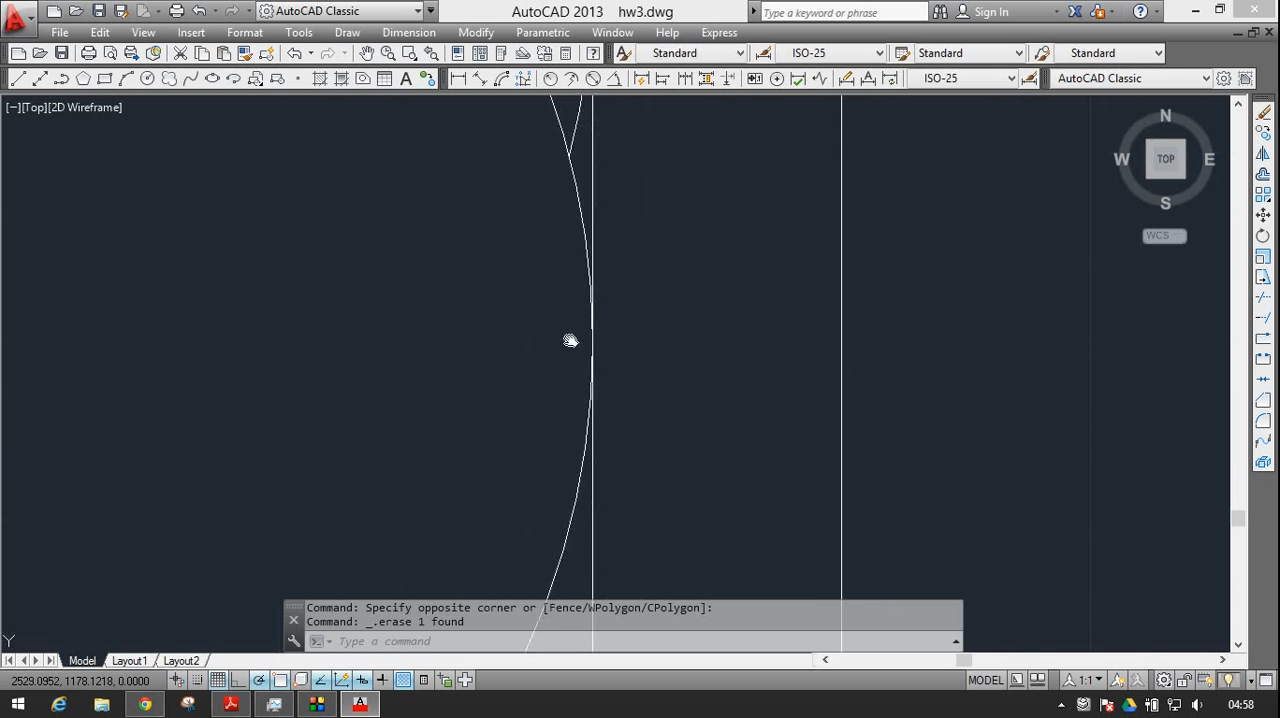 AutoCAD Classic AutoCAD 2013 hw3.dwg Type a keyword or phrase Sign In
File Edit View Insert Format Tools Draw Dimension Modify Parametric Window Help Express
Standard ISO-25 Standard Standard
ISO-25 AutoCAD Classic
[−][Top][2D Wireframe]
N
W TOP E
S
WCS
Command: Specify opposite corner or [Fence/WPolygon/CPolygon]:
Command: _.erase 1 found
Type a command
Y
Model Layout1 Layout2
2529.0952, 1178.1218, 0.0000 MODEL 1:1
04:58